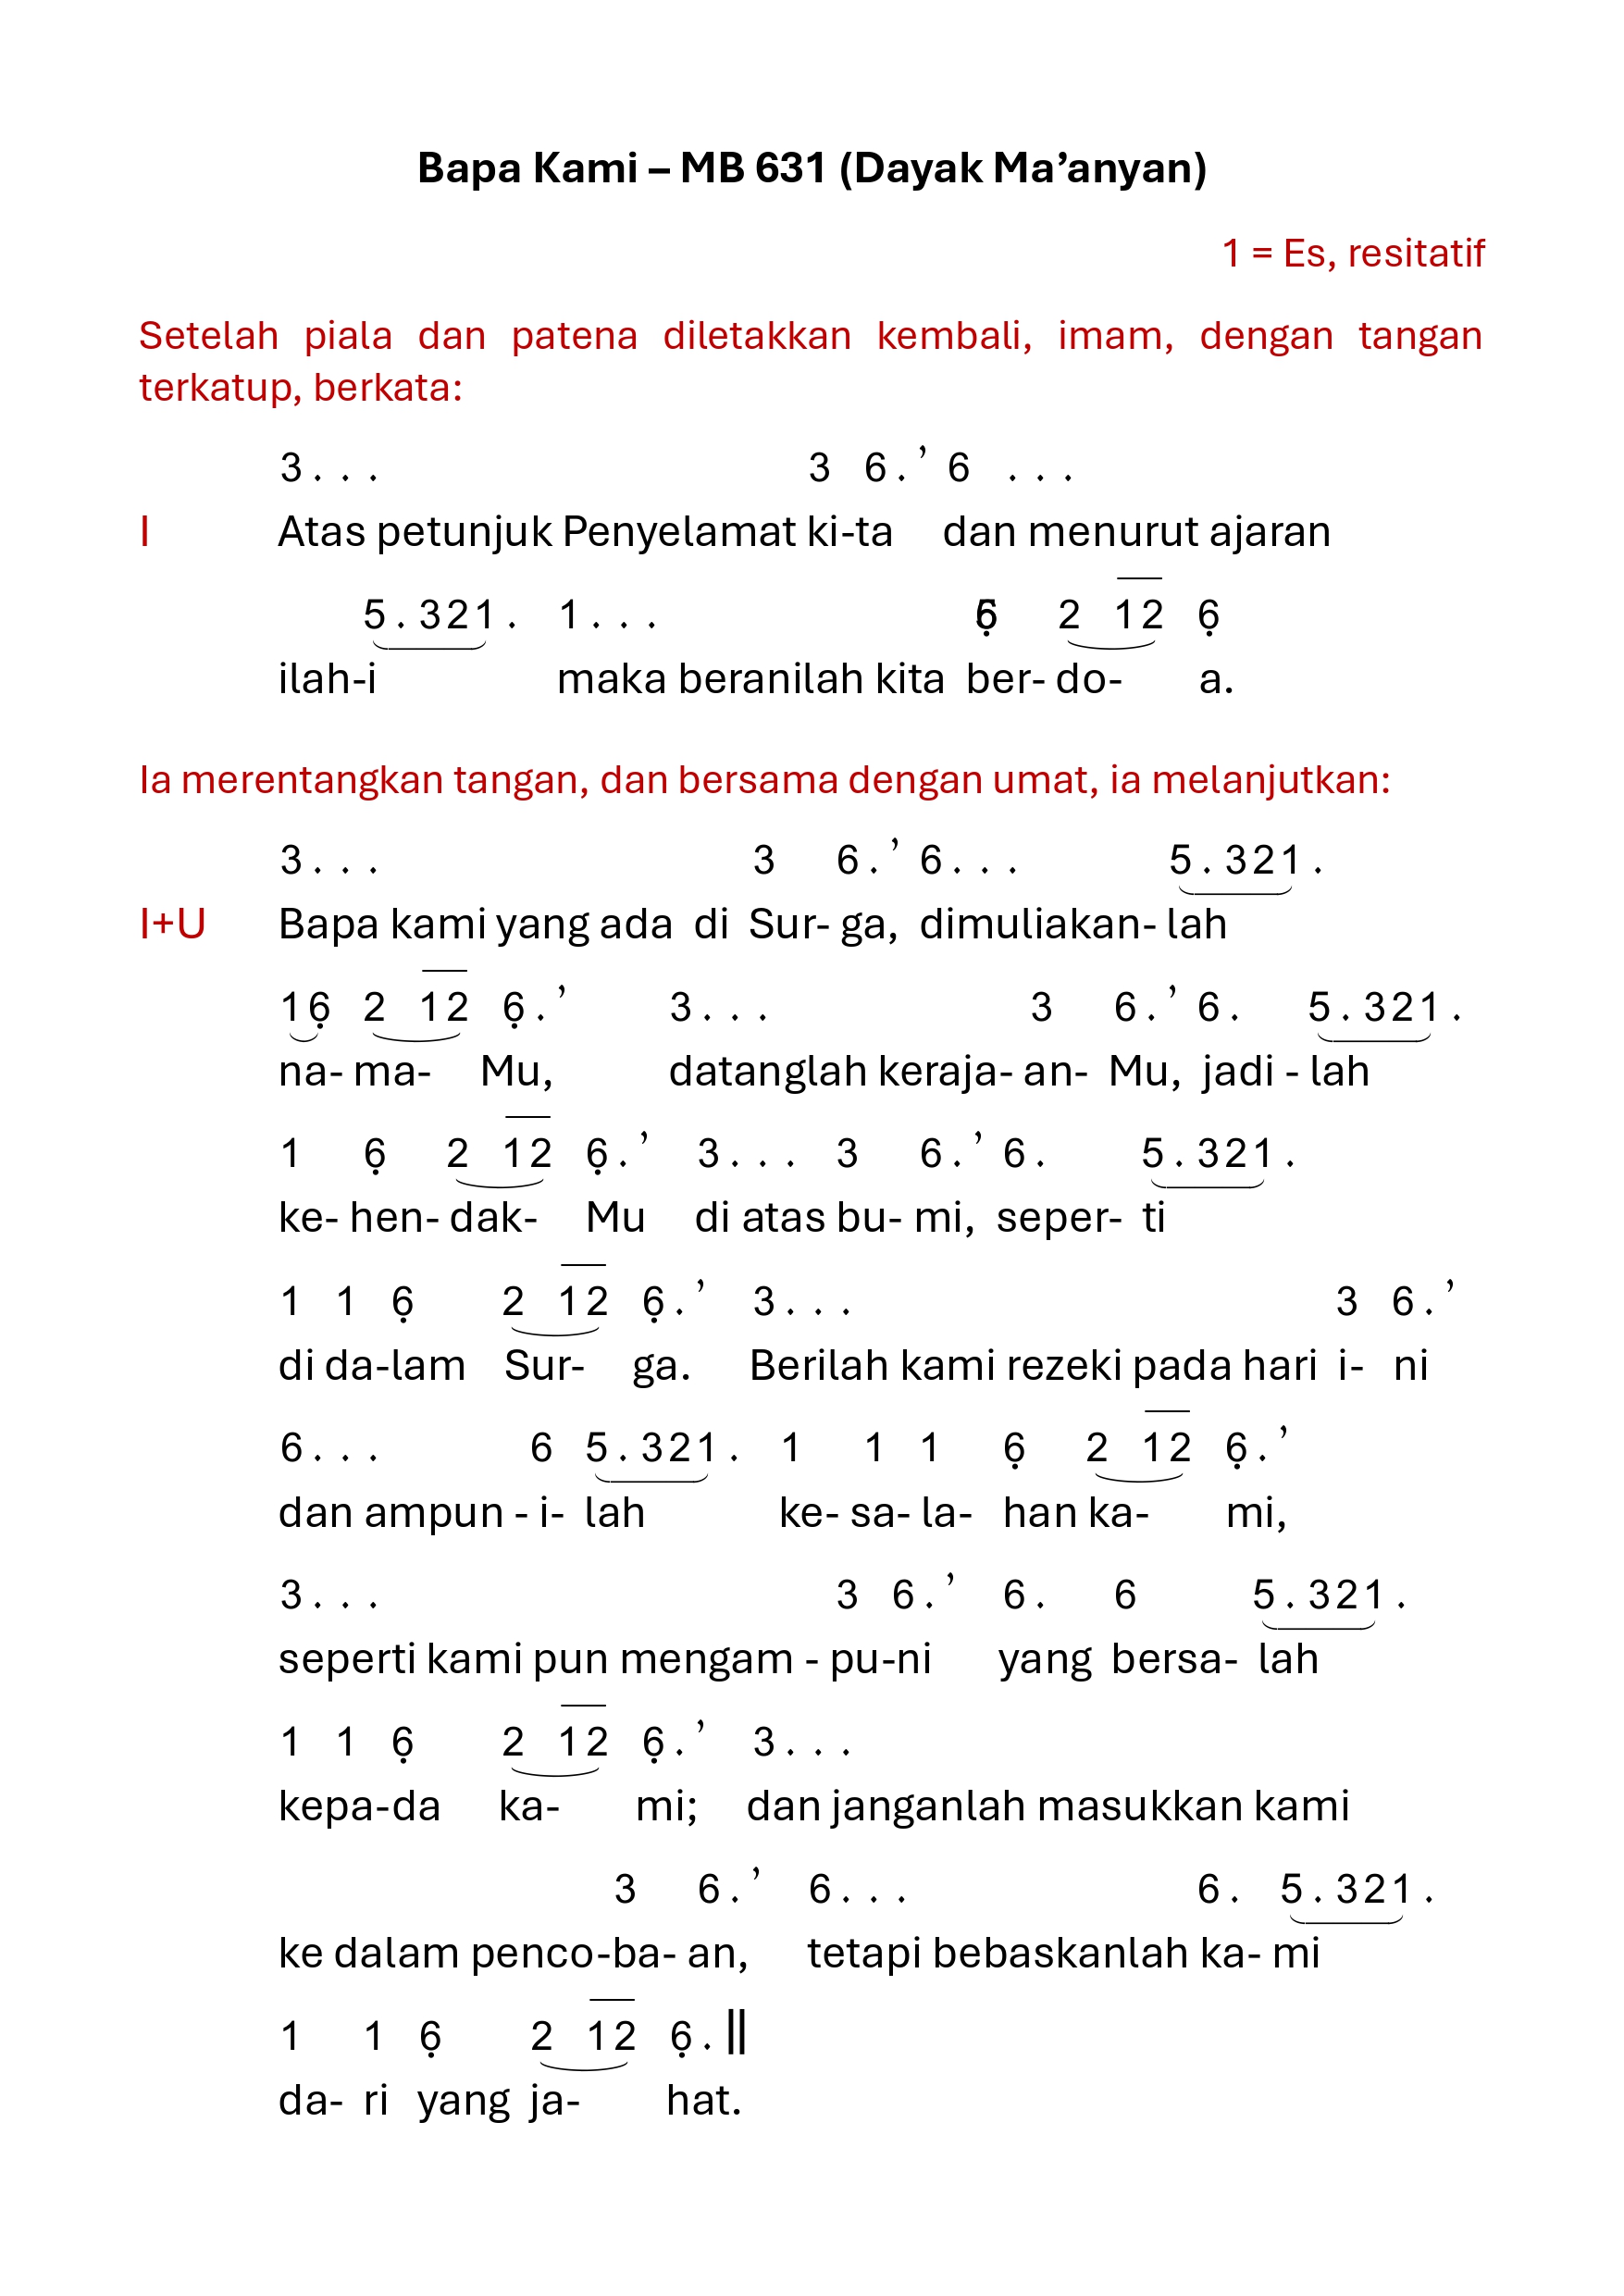 Bapa Kami – MB 631 (Dayak Ma’anyan)
1 = Es, resitatif
Setelah piala dan patena diletakkan kembali, imam, dengan tangan
terkatup, berkata:
3 . . . 3 6 . ’ 6 . . .
I Atas petunjuk Penyelamat ki-ta dan menurut ajaran
5 . 3 2 1 . 1 . . . 6̣ 2 1 2 6̣
ilah-i maka beranilah kita ber- do- a.
Ia merentangkan tangan, dan bersama dengan umat, ia melanjutkan:
3 . . . 3 6 . ’ 6 . . . 5 . 3 2 1 .
I+U Bapa kami yang ada di Sur- ga, dimuliakan- lah
1 6̣ 2 1 2 6̣ . ’ 3 . . . 3 6 . ’ 6 . 5 . 3 2 1 .
na- ma- Mu, datanglah keraja- an- Mu, jadi - lah
1 6̣ 2 1 2 6̣ . ’ 3 . . . 3 6 . ’ 6 . 5 . 3 2 1 .
ke- hen- dak- Mu di atas bu- mi, seper- ti
1 1 6̣ 2 1 2 6̣ . ’ 3 . . . 3 6 . ’
di da-lam Sur- ga. Berilah kami rezeki pada hari i- ni
6 . . . 6 5 . 3 2 1 . 1 1 1 6̣ 2 1 2 6̣ . ’
dan ampun - i- lah ke- sa- la- han ka- mi,
3 . . . 3 6 . ’ 6 . 6 5 . 3 2 1 .
seperti kami pun mengam - pu-ni yang bersa- lah
1 1 6̣ 2 1 2 6̣ . ’ 3 . . .
kepa-da ka- mi; dan janganlah masukkan kami
3 6 . ’ 6 . . . 6 . 5 . 3 2 1 .
ke dalam penco-ba- an, tetapi bebaskanlah ka- mi
1 1 6̣ 2 1 2 6̣ . ‖
da- ri yang ja- hat.